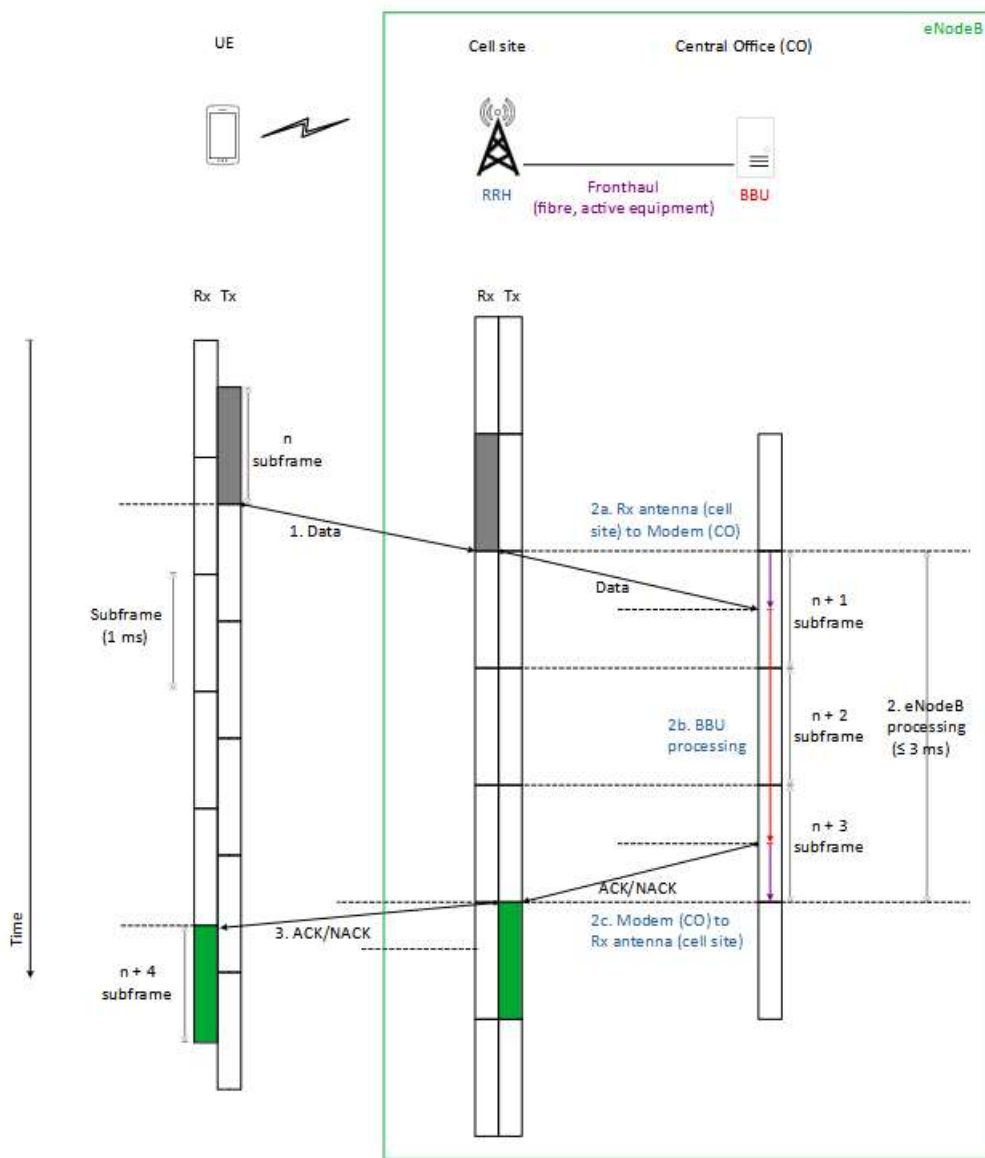 eNodeB
UE
Cell site
Central Office (CO)
RRH
Fronthaul
(fibre, active equipment)
BBU
Rx Tx
Rx Tx
n
subframe
2a. Rx antenna (cell
site) to Modem (CO)
1. Data
Data
n + 1
subframe
Subframe
(1 ms)
2b. BBU
processing
n + 2
subframe
2. eNodeB
processing
(≤ 3 ms)
n + 3
subframe
ACK/NACK
Time
3. ACK/NACK
2c. Modem (CO) to
Rx antenna (cell site)
n + 4
subframe